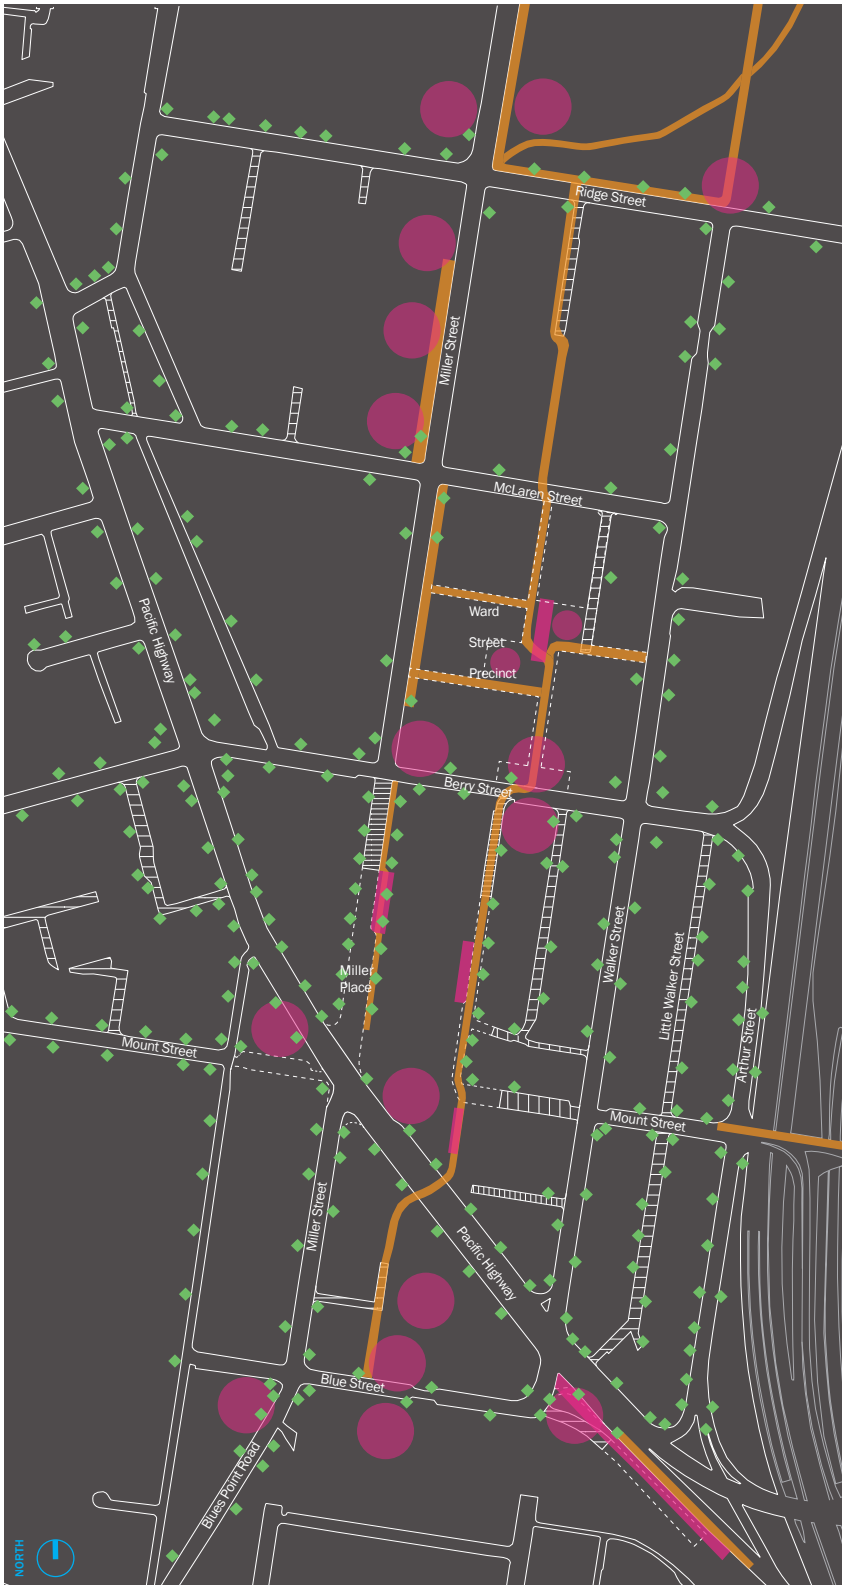 Ridge Street
Miller Street
McLaren Street
Ward
Street
Precinct
Pacific Highway
Berry Street
Miller
Place
Walker Street
Little Walker Street
Arthur Street
Mount Street
Mount Street
Miller Street
Pacific Highway
Blue Street
Blues Point Road
NORTH